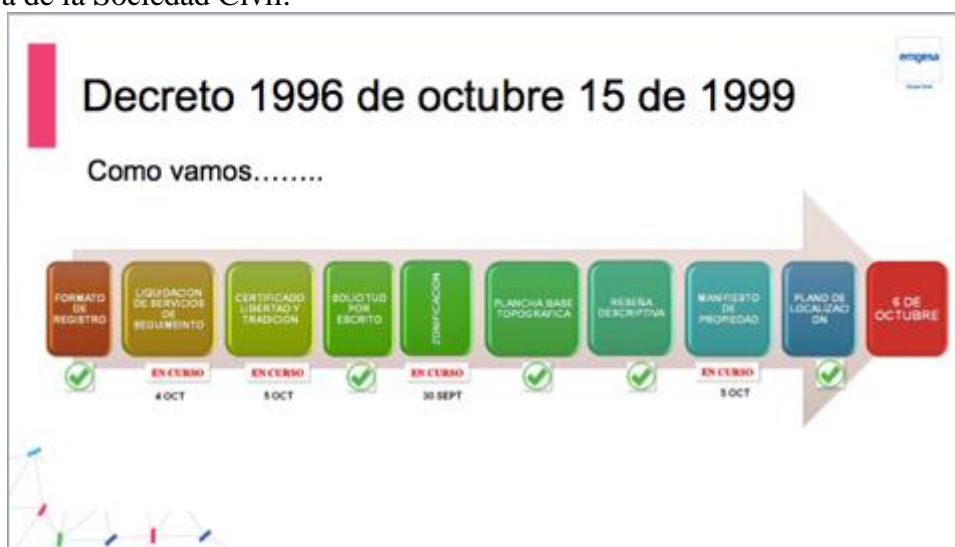 a de la Sociedad Civil.
emgesa
Decreto 1996 de octubre 15 de 1999
Como vamos........
FORMATO
DE
REGISTRO
LIQUIDACION
DE SERVICIOS
DE
SEGUIMIENTO
EN CURSO
4 OCT
CERTIFICADO
LIBERTAD Y
TRADICION
EN CURSO
5 OCT
SOLICITUD
POR
ESCRITO
ZONIFICACIÓN
EN CURSO
30 SEPT
PLANCHA BASE
TOPOGRAFICA
RESEÑA
DESCRIPTIVA
MANIFIESTO
DE
PROPIEDAD
EN CURSO
5 OCT
PLANO DE
LOCALIZACI
ON
6 DE
OCTUBRE